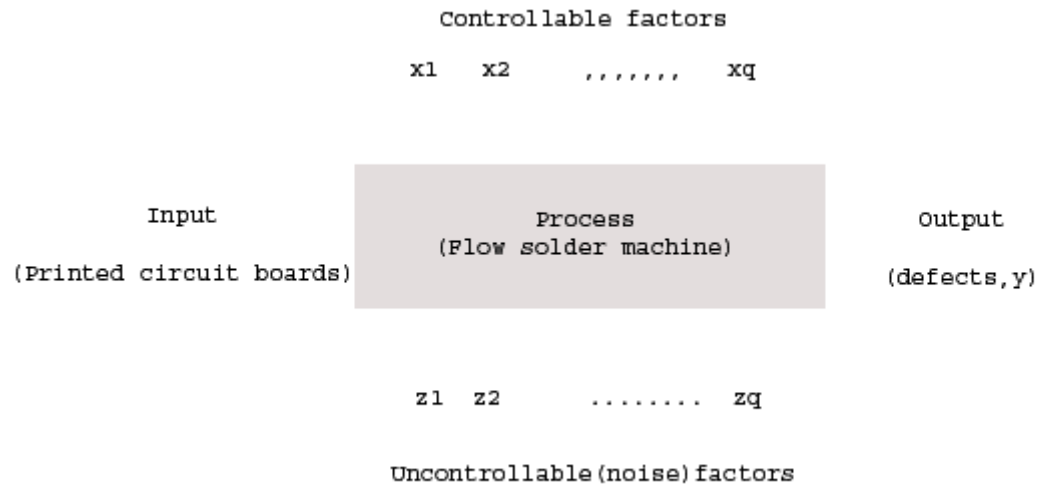 Controllable factors
x1 x2 ,,,,,,, xq
Input
(Printed circuit boards)
Process
(Flow solder machine)
Output
(defects,y)
z1 z2 ........ zq
Uncontrollable(noise)factors